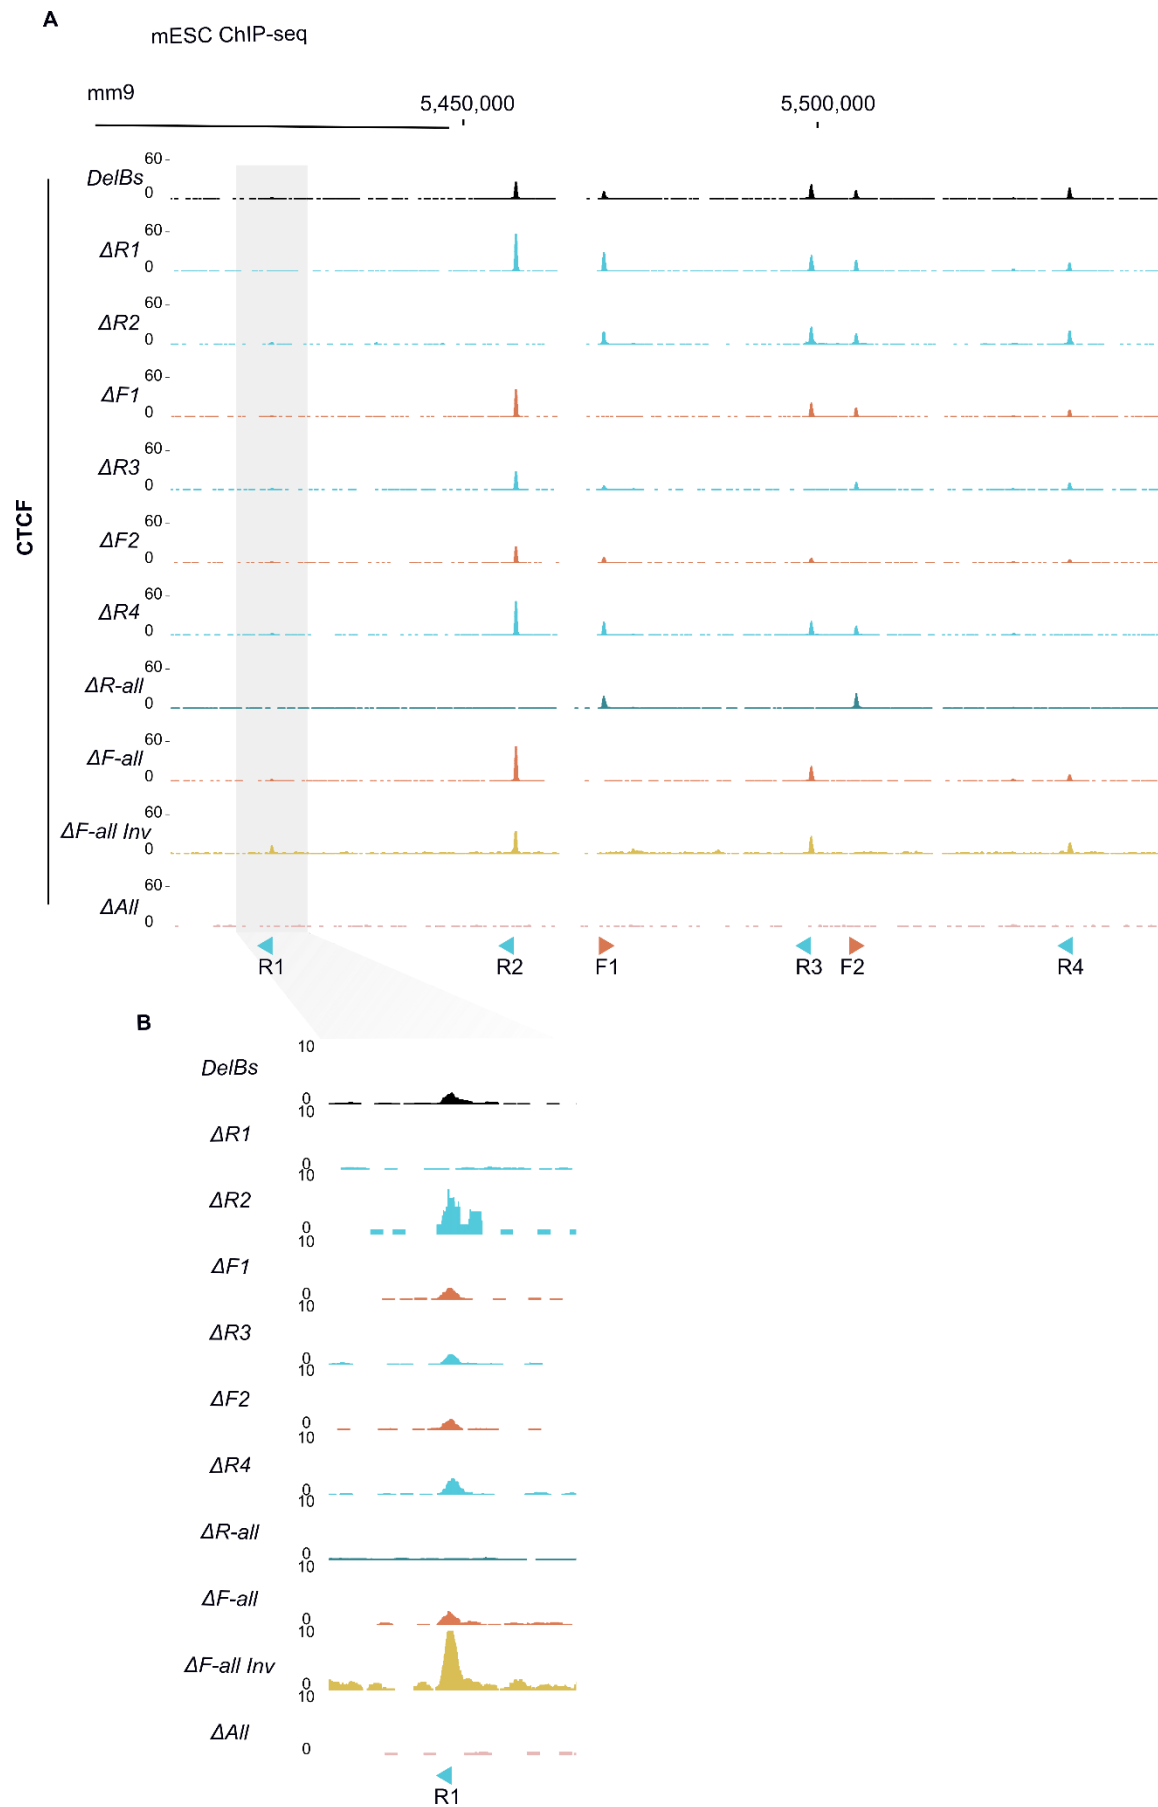 A
mESC ChIP-seq
mm9
5,450,000 5,500,000
CTCF
60
DelBs
0
60
ΔR1
0
60
ΔR2
0
60
ΔF1
0
60
ΔR3
0
60
ΔF2
0
60
ΔR4
0
60
ΔR-all
0
60
ΔF-all
0
60
ΔF-all Inv
0
60
ΔAll
0
R1 R2 F1 R3 F2 R4
B
10
DelBs
0
10
ΔR1
0
10
ΔR2
0
10
ΔF1
0
10
ΔR3
0
10
ΔF2
0
10
ΔR4
0
10
ΔR-all
0
10
ΔF-all
0
10
ΔF-all Inv
0
10
ΔAll
0
R1